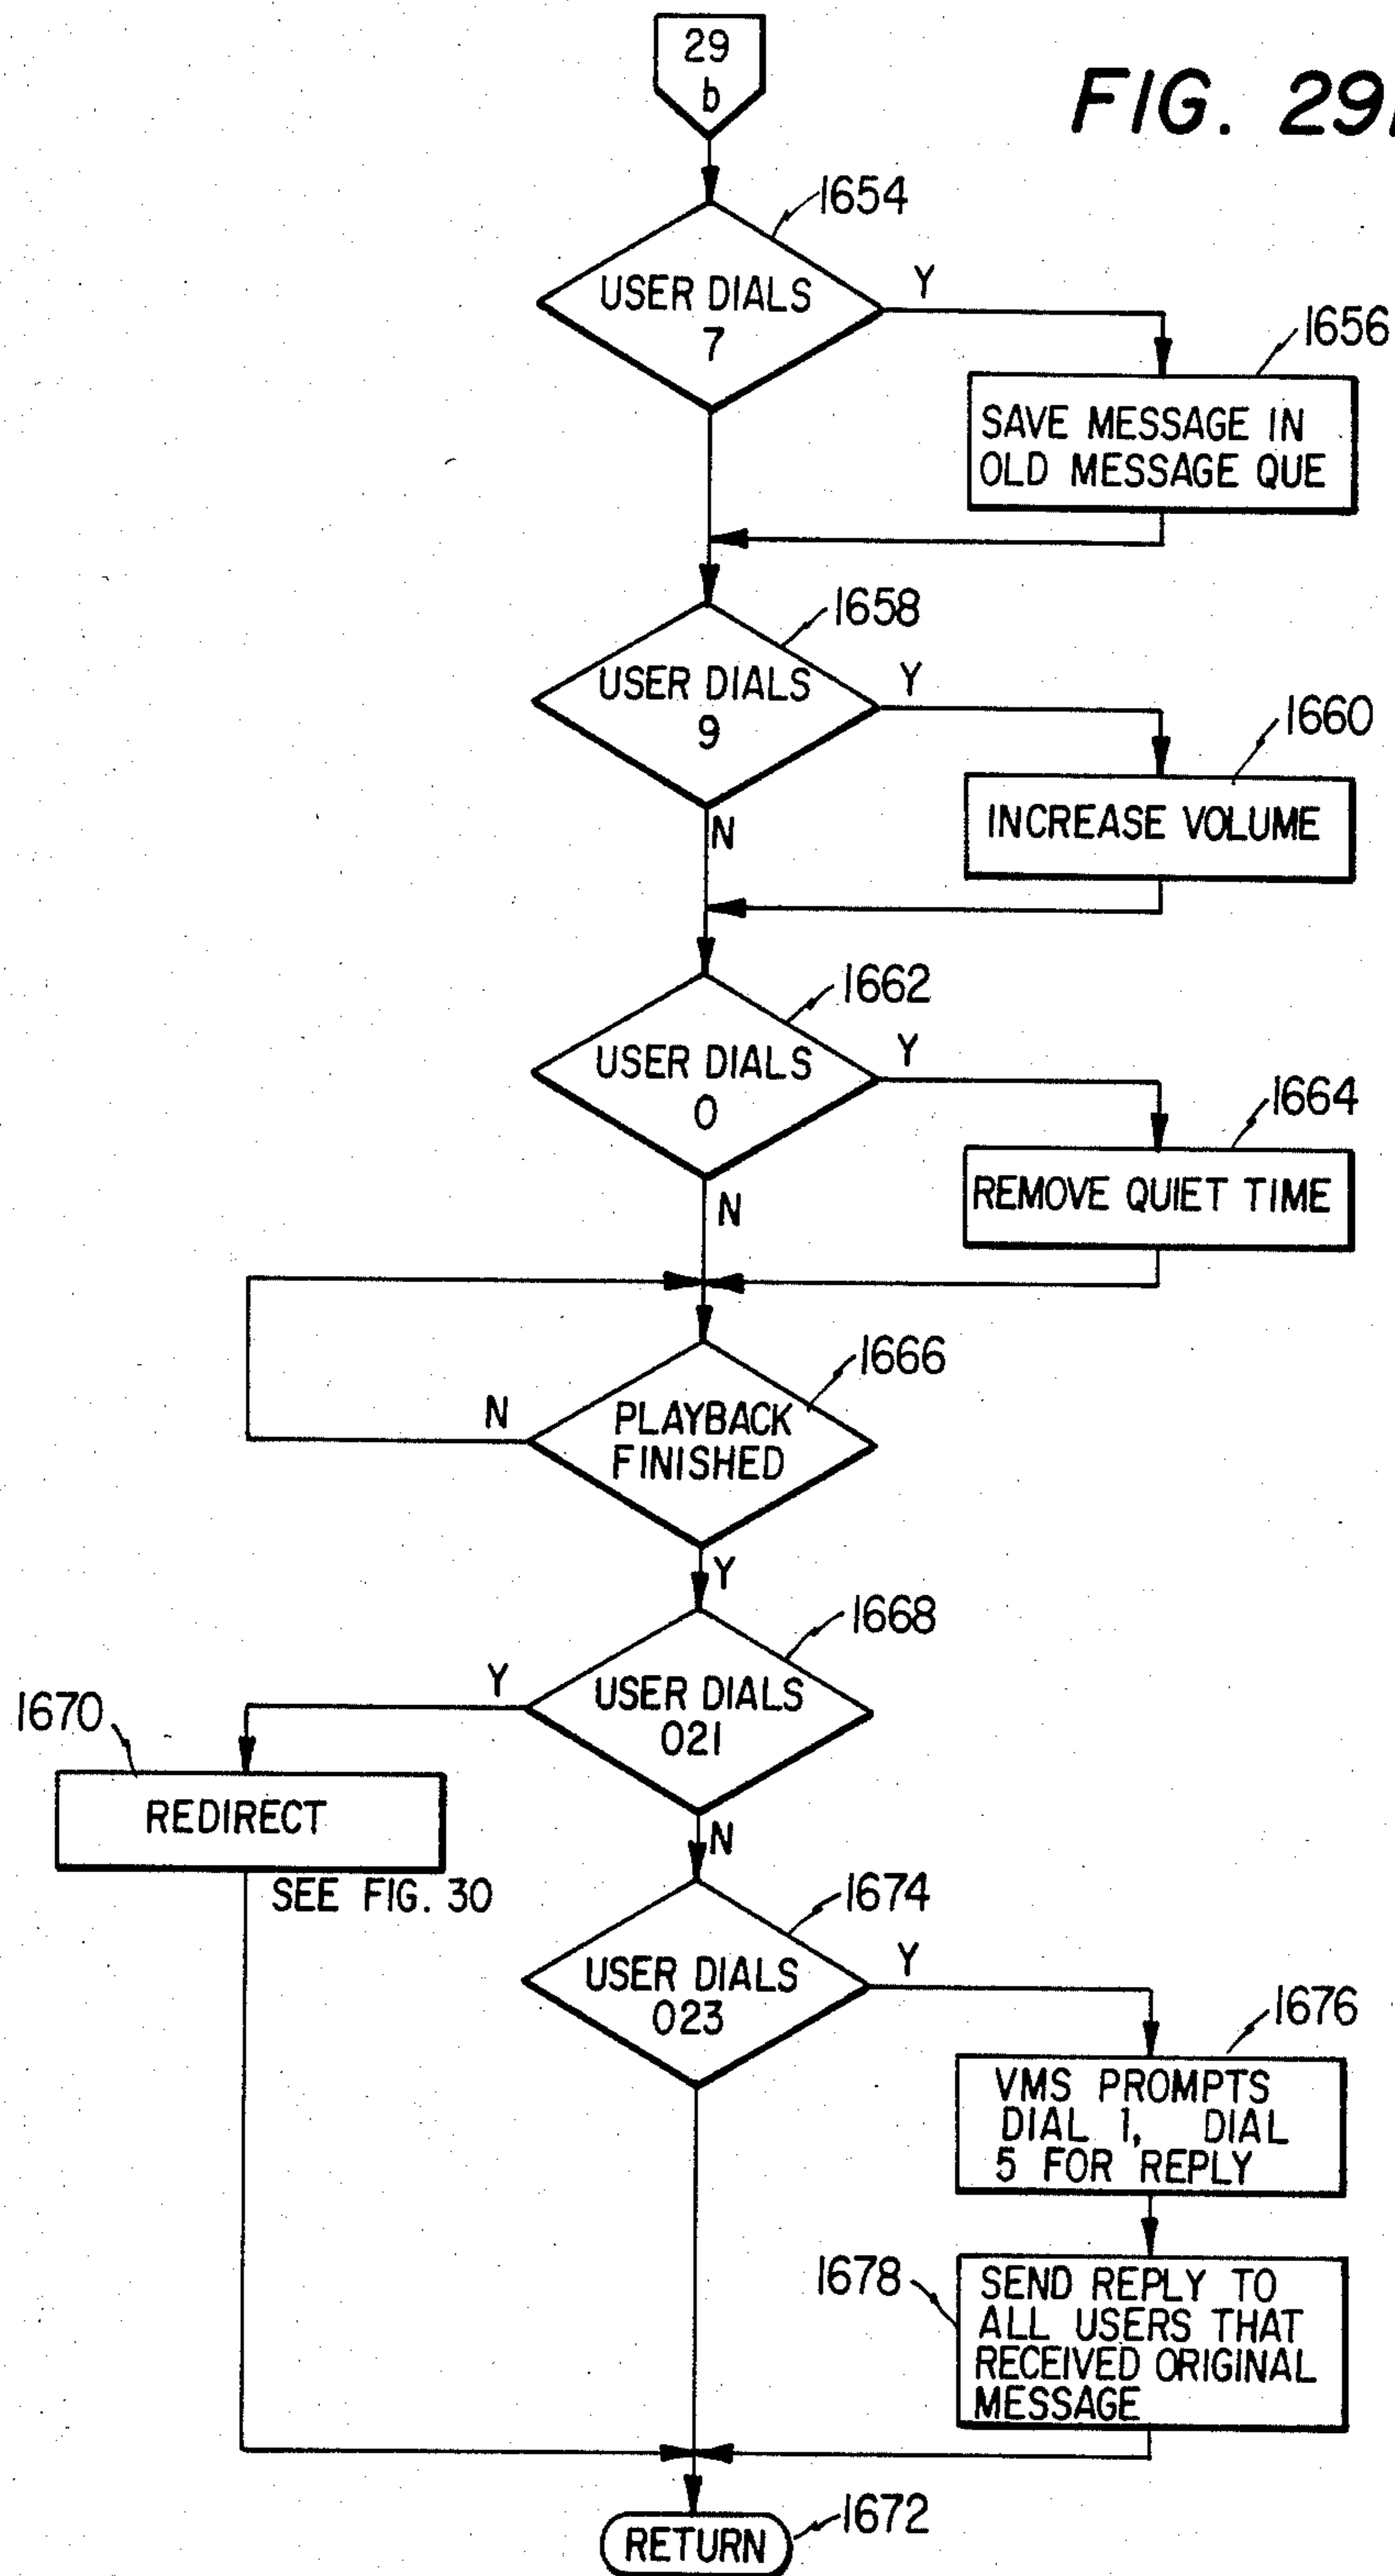 29
b
FIG. 29
1654
USER DIALS
7
Y
1656
SAVE MESSAGE IN
OLD MESSAGE QUE
1658
USER DIALS
9
Y
1660
INCREASE VOLUME
N
1662
USER DIALS
0
Y
1664
REMOVE QUIET TIME
N
1666
PLAYBACK
FINISHED
N
Y
1668
USER DIALS
021
Y
1670
REDIRECT
SEE FIG. 30
N
1674
USER DIALS
023
Y
1676
VMS PROMPTS
DIAL 1, DIAL
5 FOR REPLY
1678
SEND REPLY TO
ALL USERS THAT
RECEIVED ORIGINAL
MESSAGE
1672
RETURN